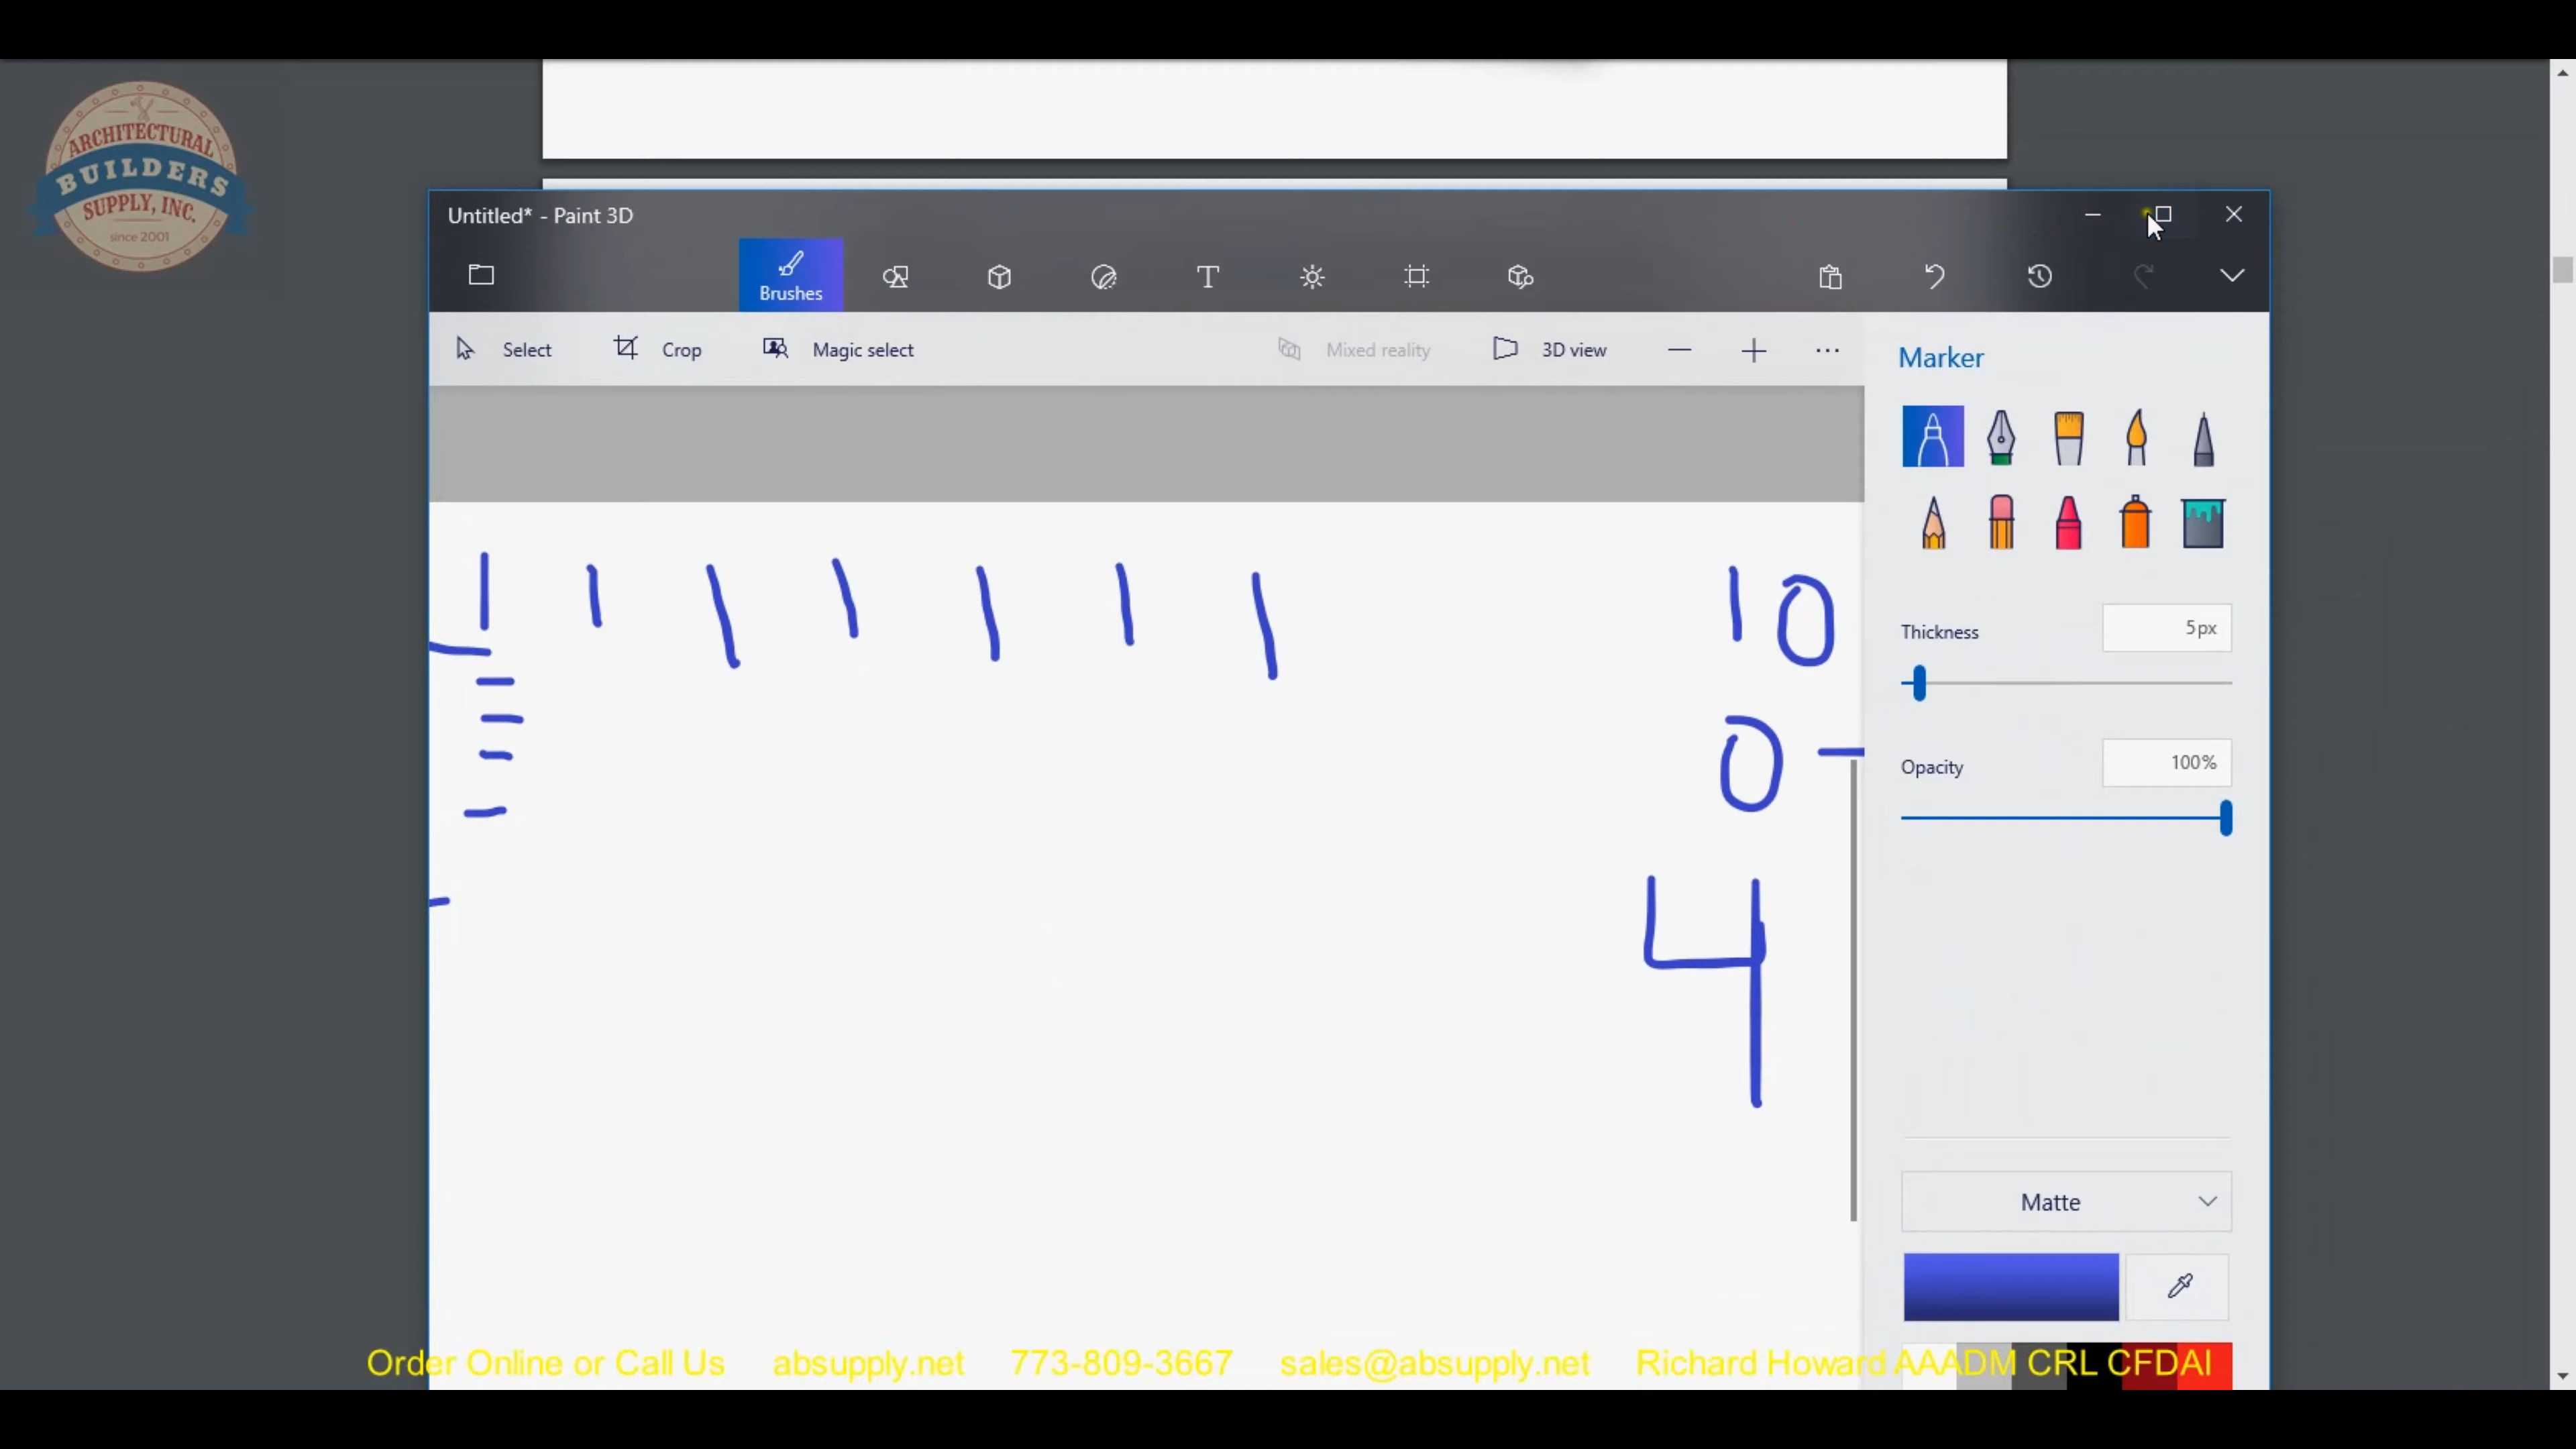 ARCHITECTURAL
BUILDERS
SUPPLY, INC.
since 2001
Untitled* - Paint 3D
Brushes
T
Select
Crop
Magic select
Mixed reality
3D view
Marker
Thickness
5px
Opacity
100%
10
0 -
4
Matte
Order Online or Call Us absupply.net 773-809-3667 sales@absupply.net Richard Howard AAADM CRL CFDAI